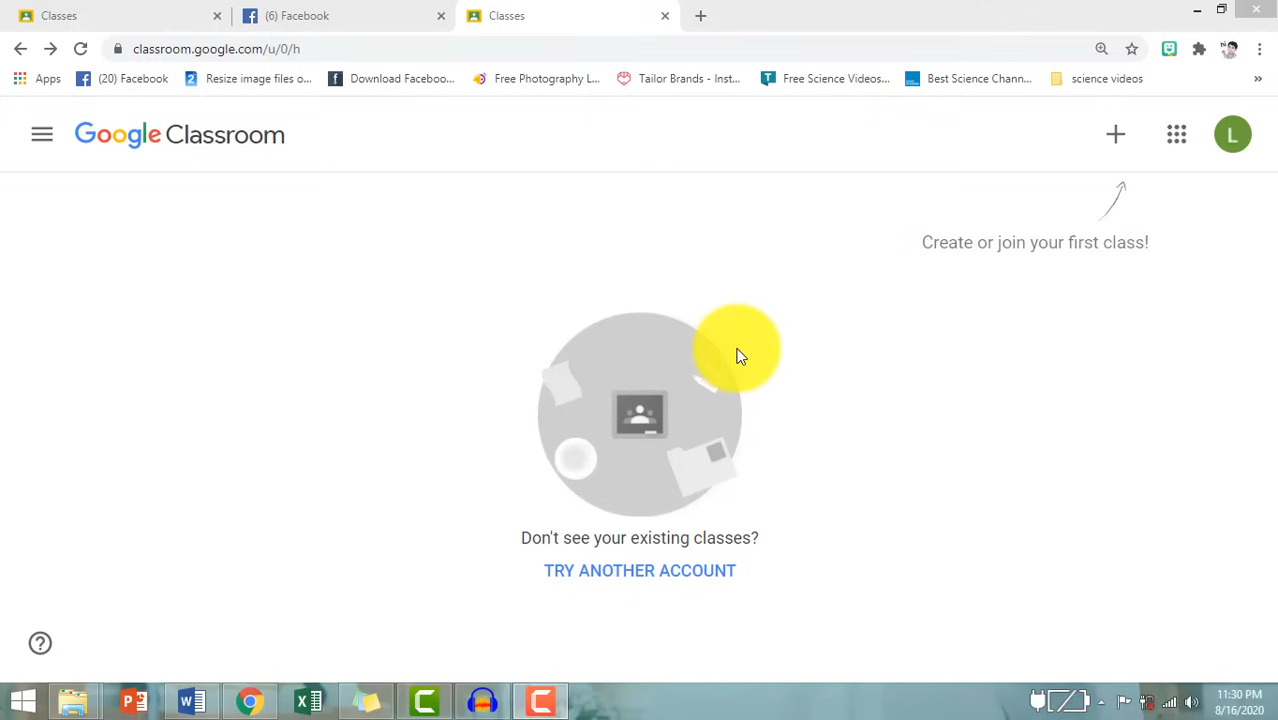 Classes
(6) Facebook
Classes
classroom.google.com/u/0/h
Apps
(20) Facebook
Resize image files o...
Download Faceboo...
Free Photography L...
Tailor Brands - Inst...
Free Science Videos...
Best Science Chann...
science videos
Google Classroom
L
Create or join your first class!
Don't see your existing classes?
TRY ANOTHER ACCOUNT
11:30 PM
8/16/2020